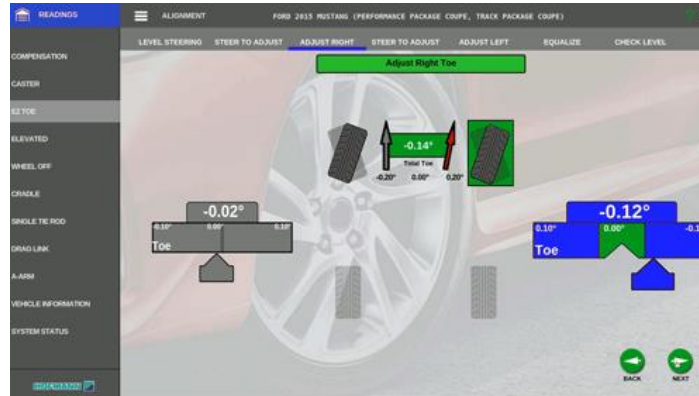 READINGS
ALIGNMENT
FORD 2015 MUSTANG (PERFORMANCE PACKAGE COUPE, TRACK PACKAGE COUPE)
LEVEL STEERING
STEER TO ADJUST
ADJUST RIGHT
STEER TO ADJUST
ADJUST LEFT
EQUALIZE
CHECK LEVEL
Adjust Right Toe
COMPENSATION
CASTER
EZ TOE
ELEVATED
WHEEL OFF
CRADLE
SINGLE TIE ROD
DRAG LINK
A-ARM
VEHICLE INFORMATION
SYSTEM STATUS
HOFMANN
-0.14°
Total Toe
-0.20° 0.00° 0.20°
-0.02°
-0.10° 0.00° 0.10°
Toe
-0.12°
0.10° 0.00° -0.1
Toe
BACK
NEXT